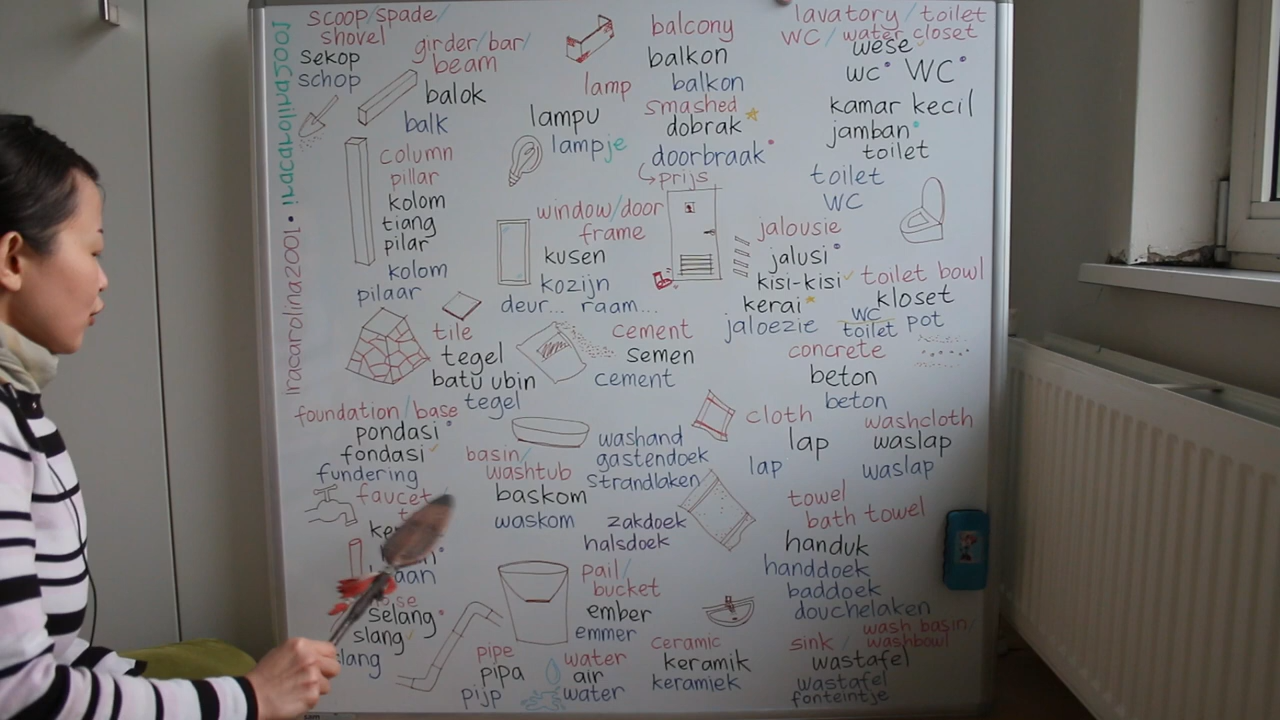 iracarolina2001 • iracarolina2001
scoop/spade/
shovel
sekop
schop
girder/bar/
beam
balok
balk
column
pillar
kolom
tiang
pilar
kolom
pilaar
tile
tegel
batu ubin
tegel
foundation/base
pondasi
fondasi
fundering
faucet
selang
slang
lamp
lampu
lampje
window/door
frame
kusen
kozijn
deur... raam...
cement
semen
cement
basin/
washtub
baskom
waskom
washand
gastendoek
strandlaken
zakdoek
halsdoek
pail/
bucket
ember
emmer
pipe
pipa
pijp
water
air
water
balcony
balkon
balkon
smashed
dobrak
doorbraak
prijs
jalousie
jalusi
kisi-kisi
kerai
jaloezie
lavatory/toilet
WC/water closet
wese
wc WC
kamar kecil
jamban
toilet
toilet
WC
toilet bowl
kloset
WC
toilet pot
concrete
beton
beton
cloth
lap
lap
washcloth
waslap
waslap
towel
bath towel
handuk
handdoek
baddoek
douchelaken
ceramic
keramik
keramiek
sink / wash basin/
washbowl
wastafel
wastafel
fonteintje